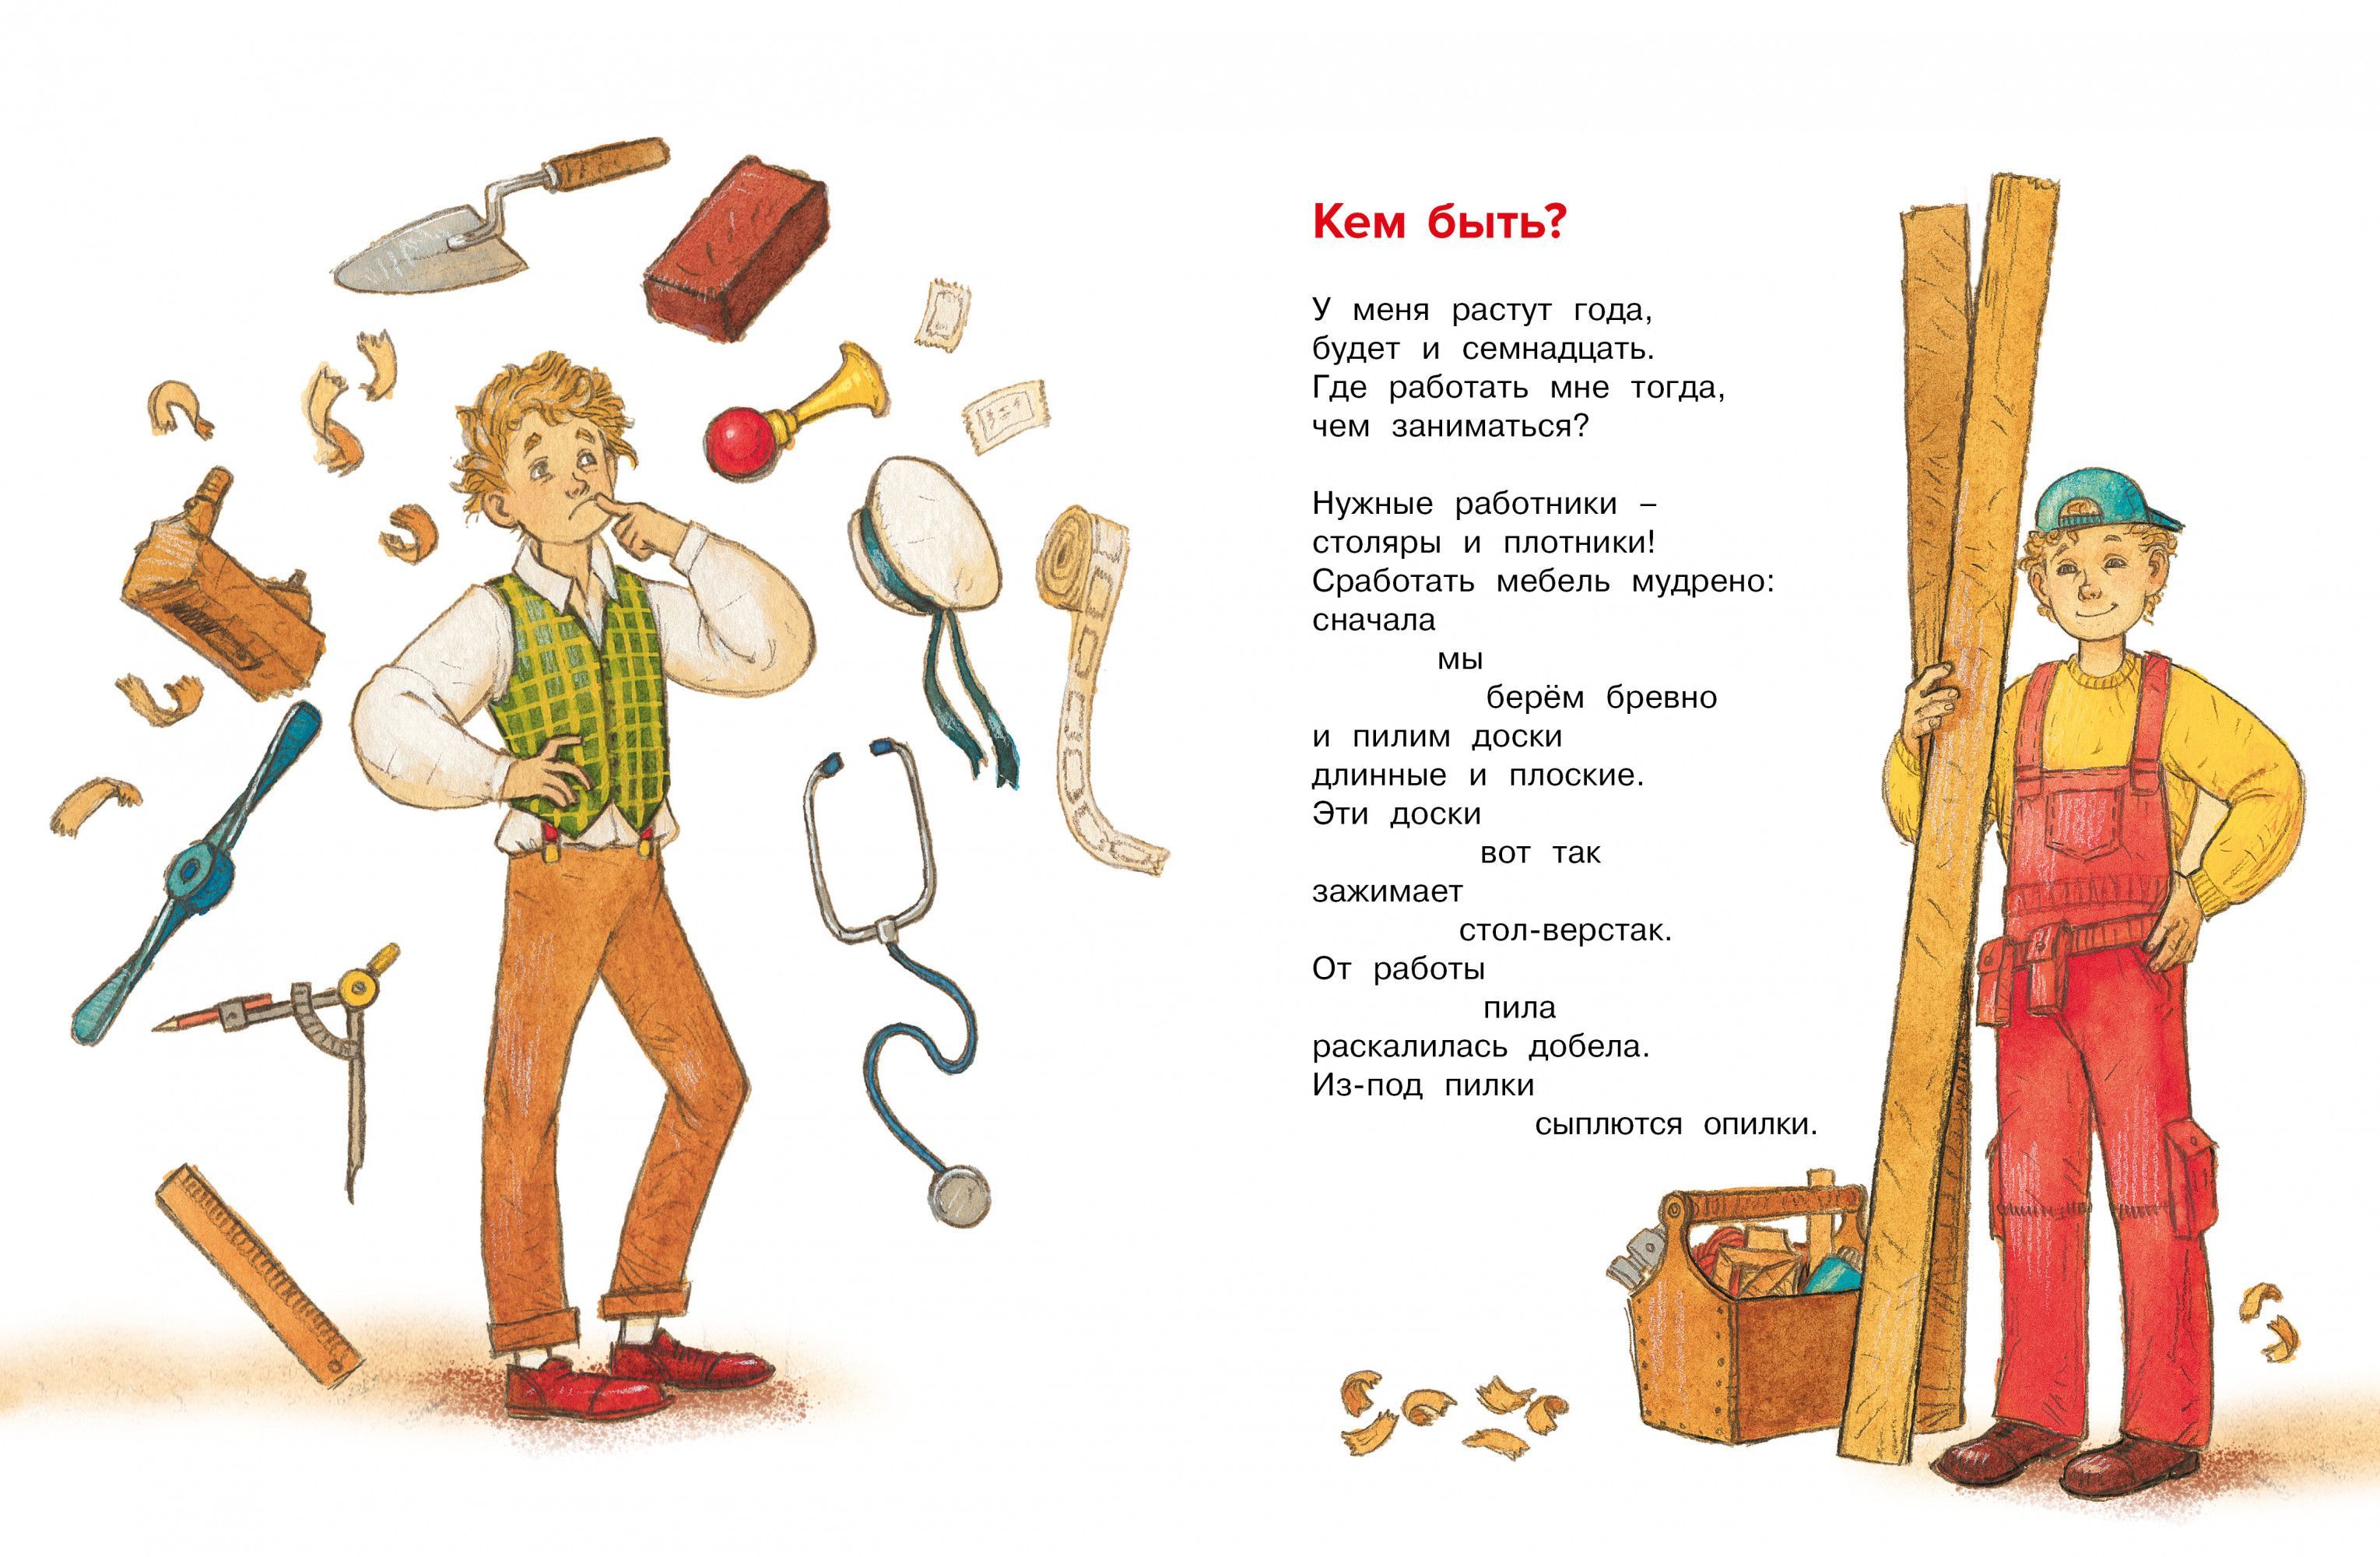 Кем быть?
У меня растут года,
будет и семнадцать.
Где работать мне тогда,
чем заниматься?
Нужные работники –
столяры и плотники!
Сработать мебель мудрено:
сначала
мы
берём бревно
и пилим доски
длинные и плоские.
Эти доски
вот так
зажимает
стол-верстак.
От работы
пила
раскалилась добела.
Из-под пилки
сыплются опилки.